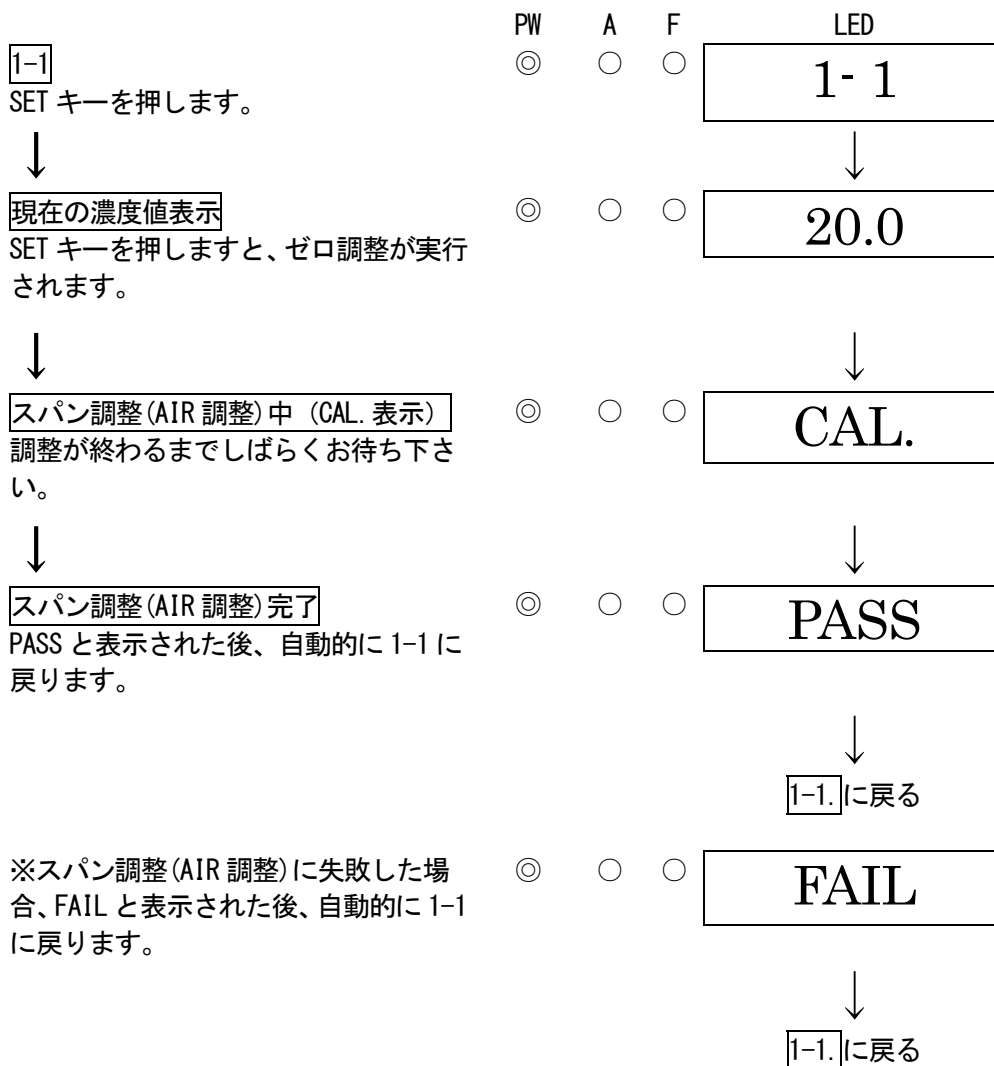 PW A F LED
1-1 ◎ ○ ○ 1- 1
SET キーを押します。
↓ ↓
現在の濃度値表示 ◎ ○ ○ 20.0
SET キーを押しますと、ゼロ調整が実行
されます。
↓ ↓
スパン調整(AIR 調整)中 (CAL. 表示) ◎ ○ ○ CAL.
調整が終わるまでしばらくお待ち下さ
い。
↓ ↓
スパン調整(AIR 調整)完了 ◎ ○ ○ PASS
PASS と表示された後、自動的に 1-1 に
戻ります。
↓
1-1.に戻る
※スパン調整(AIR 調整)に失敗した場 ◎ ○ ○ FAIL
合、FAIL と表示された後、自動的に 1-1
に戻ります。
↓
1-1.に戻る